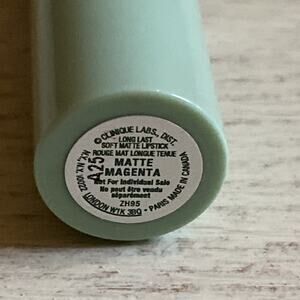 © CLINIQUE LABS., DIST.
LONG LAST
SOFT MATTE LIPSTICK
ROUGE MAT LONGUE TENUE
MATTE
MAGENTA
Not For Individual Sale
Ne peut être vendu
séparément
ZH95
N.Y., N.Y. 10022
LONDON W1K 3BQ - PARIS MADE IN CANADA
A25